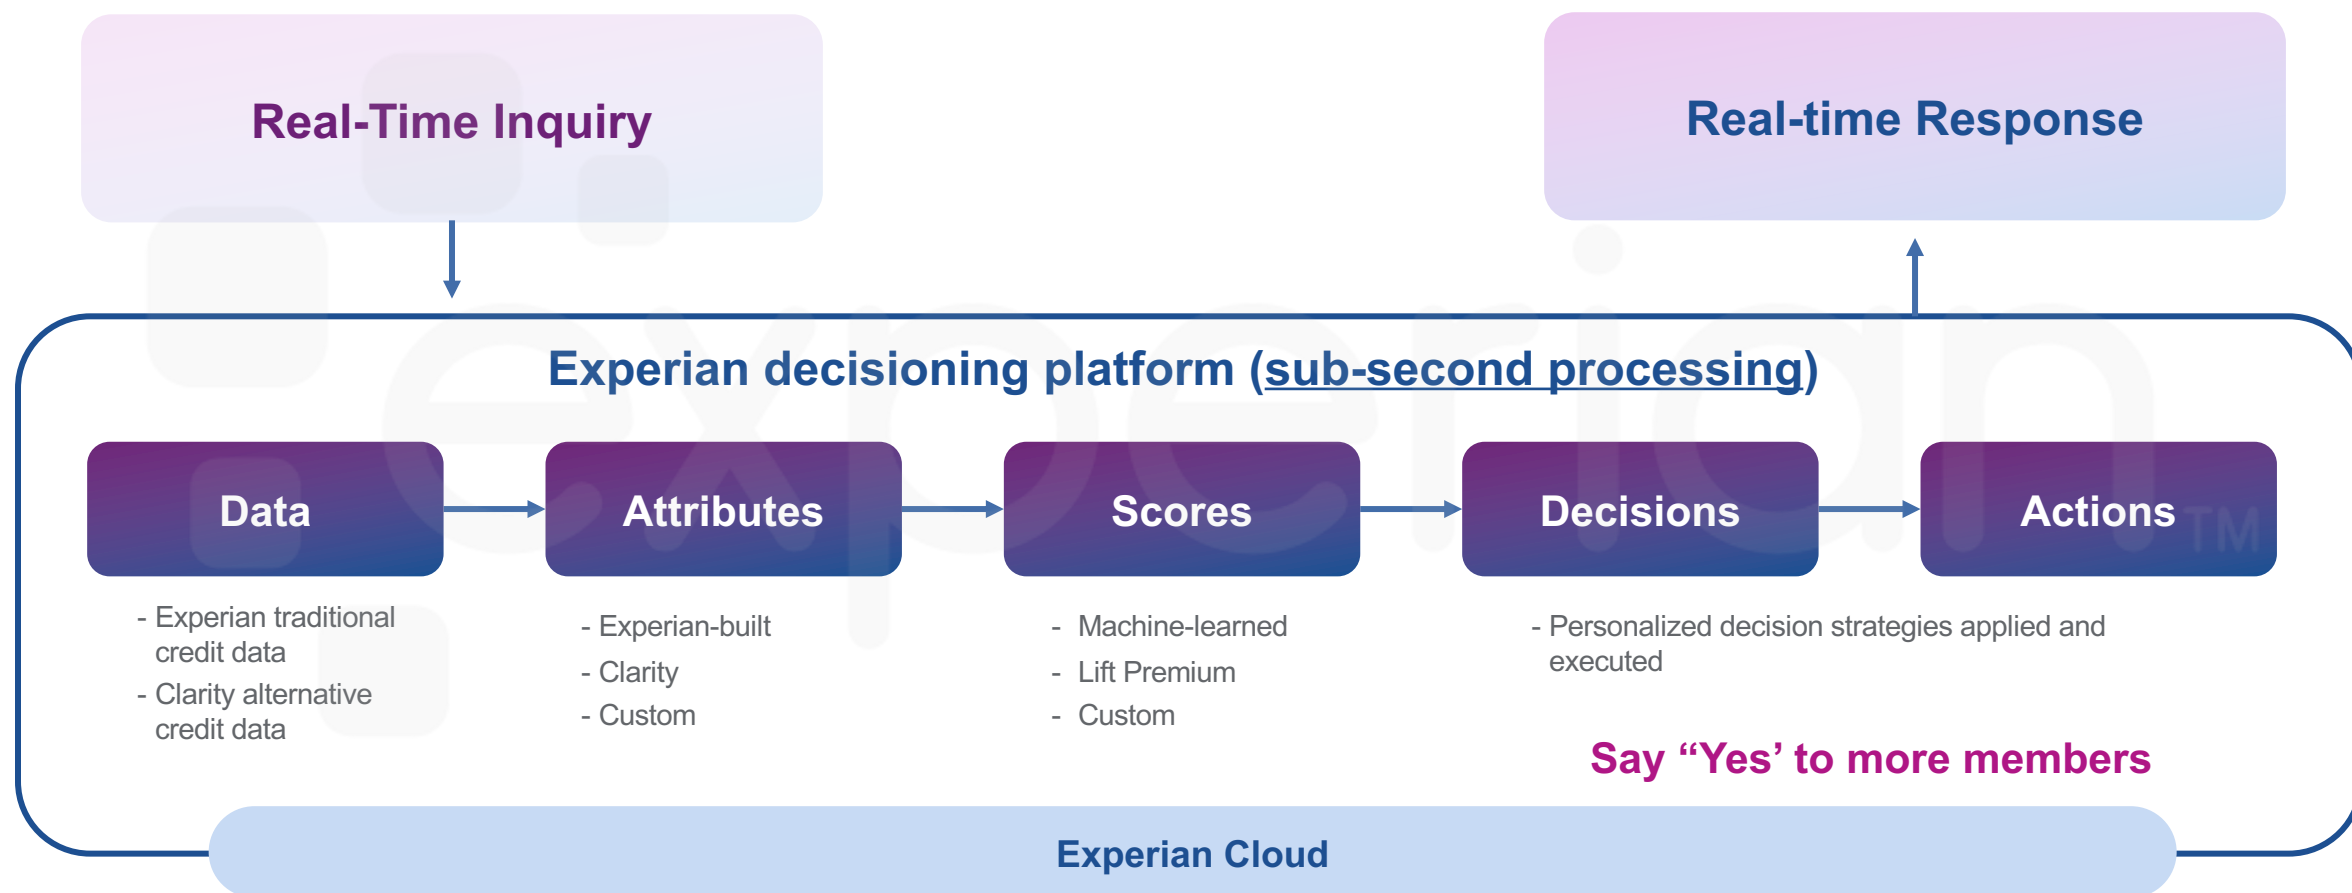 Real-Time Inquiry
Real-time Response
Experian decisioning platform (sub-second processing)
Data
Attributes
Scores
Decisions
Actions
- Experian traditional
credit data
- Clarity alternative
credit data
- Experian-built
- Clarity
- Custom
- Machine-learned
- Lift Premium
- Custom
- Personalized decision strategies applied and
executed
Say “Yes’ to more members
Experian Cloud
experian™